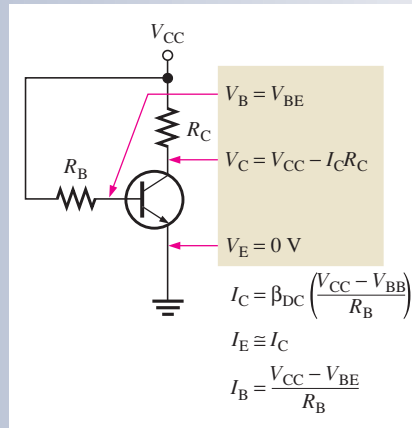 V_CC
V_B = V_BE
R_C
V_C = V_CC − I_C R_C
R_B
V_E = 0 V
I_C = β_DC ((V_CC − V_BB) / R_B)
I_E ≅ I_C
I_B = (V_CC − V_BE) / R_B